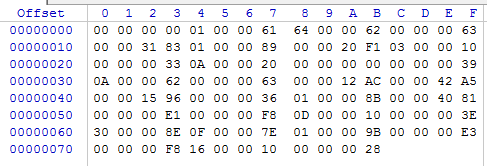 Offset 0 1 2 3 4 5 6 7 8 9 A B C D E F
00000000 00 00 00 00 01 00 00 61 64 00 00 62 00 00 00 63
00000010 00 00 31 83 01 00 00 89 00 00 20 F1 03 00 00 10
00000020 00 00 00 33 0A 00 00 20 00 00 00 00 00 00 00 39
00000030 0A 00 00 62 00 00 00 63 00 00 12 AC 00 00 42 A5
00000040 00 00 15 96 00 00 00 36 01 00 00 8B 00 00 40 81
00000050 00 00 00 E1 00 00 00 F8 0D 00 00 10 00 00 00 3E
00000060 30 00 00 8E 0F 00 00 7E 01 00 00 9B 00 00 00 E3
00000070 00 00 00 F8 16 00 00 10 00 00 00 28